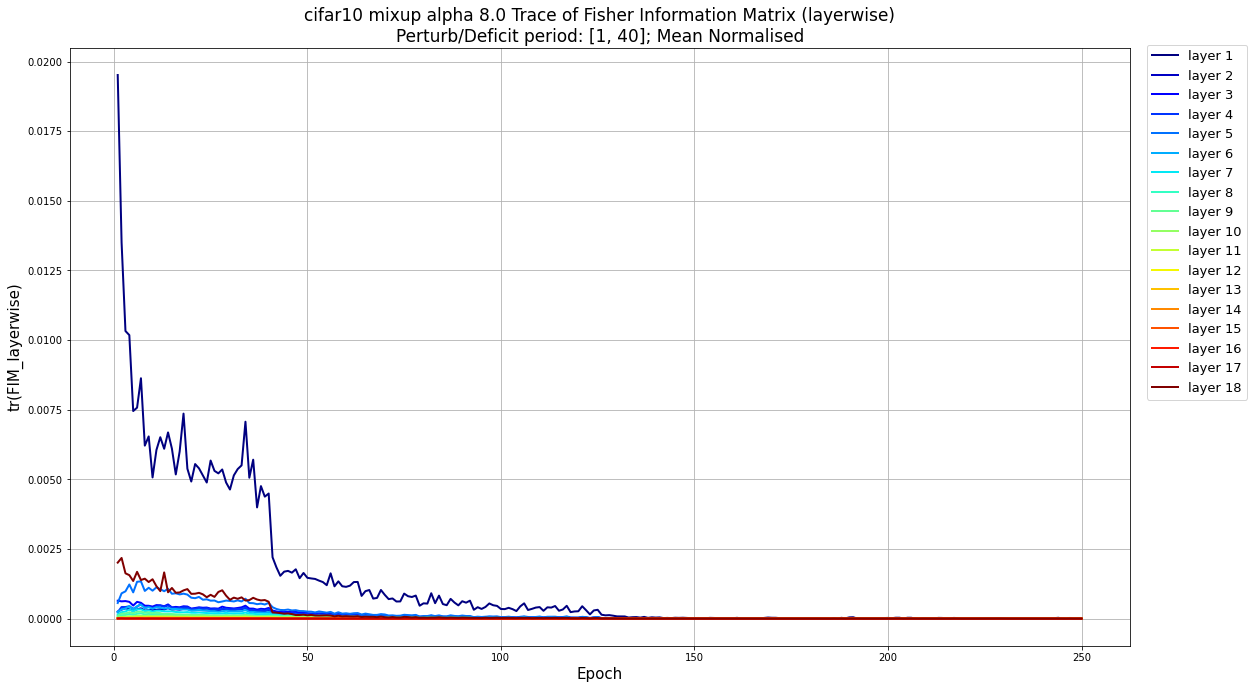 cifar10 mixup alpha 8.0 Trace of Fisher Information Matrix (layerwise)
Perturb/Deficit period: [1, 40]; Mean Normalised
tr(FIM_layerwise)
0.0200
0.0175
0.0150
0.0125
0.0100
0.0075
0.0050
0.0025
0.0000
0
50
100
150
200
250
Epoch
layer 1
layer 2
layer 3
layer 4
layer 5
layer 6
layer 7
layer 8
layer 9
layer 10
layer 11
layer 12
layer 13
layer 14
layer 15
layer 16
layer 17
layer 18